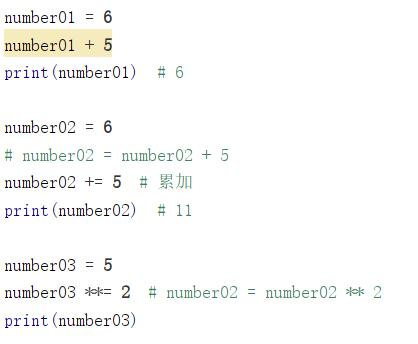 number01 = 6
number01 + 5
print(number01)  # 6
number02 = 6
# number02 = number02 + 5
number02 += 5  # 累加
print(number02)  # 11
number03 = 5
number03 **= 2  # number02 = number02 ** 2
print(number03)